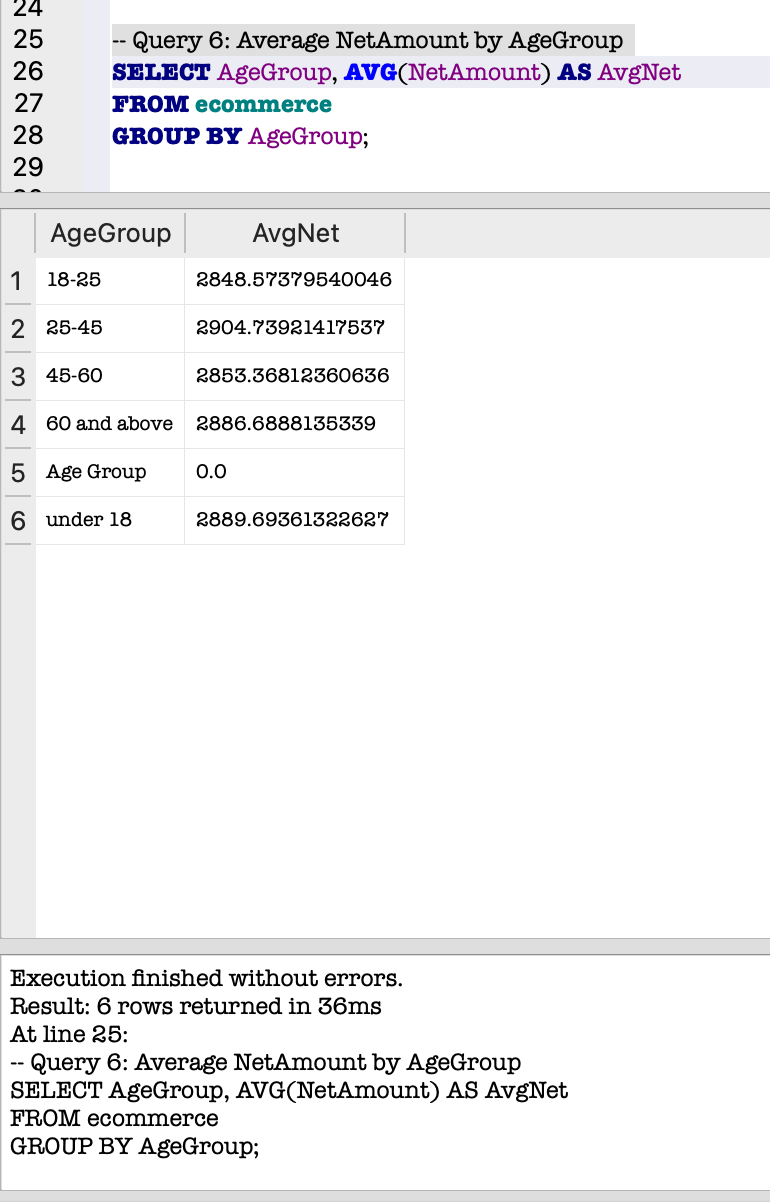 24
25 -- Query 6: Average NetAmount by AgeGroup
26 SELECT AgeGroup, AVG(NetAmount) AS AvgNet
27 FROM ecommerce
28 GROUP BY AgeGroup;
29
AgeGroup AvgNet
1 18-25 2848.57379540046
2 25-45 2904.73921417537
3 45-60 2853.36812360636
4 60 and above 2886.6888135339
5 Age Group 0.0
6 under 18 2889.69361322627
Execution finished without errors.
Result: 6 rows returned in 36ms
At line 25:
-- Query 6: Average NetAmount by AgeGroup
SELECT AgeGroup, AVG(NetAmount) AS AvgNet
FROM ecommerce
GROUP BY AgeGroup;